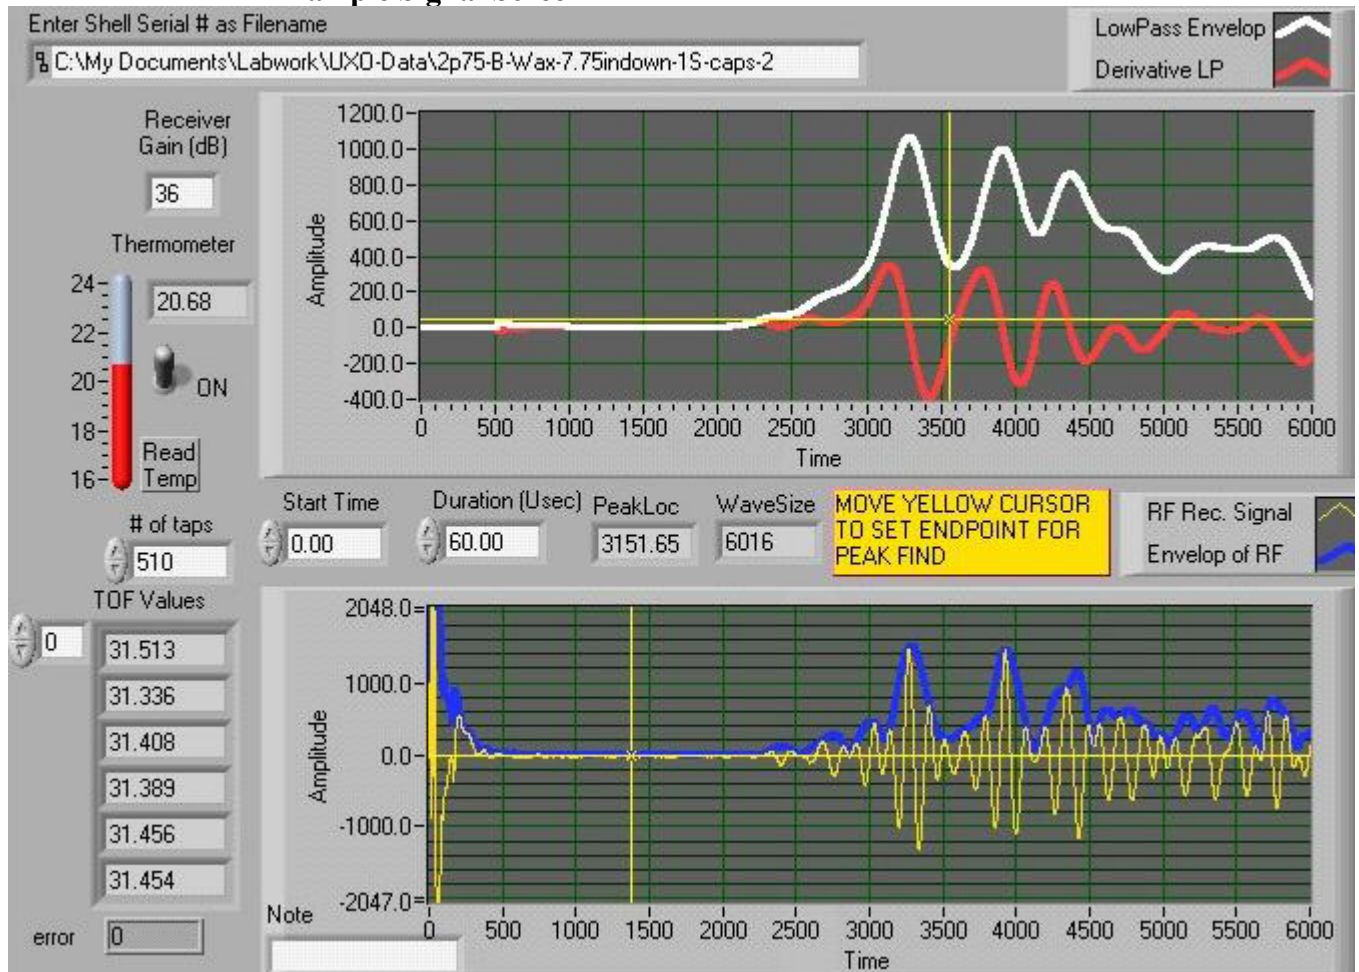 Enter Shell Serial # as Filename
C:\My Documents\Labwork\UXO-Data\2p75-B-Wax-7.75indown-1S-caps-2
LowPass Envelop
Derivative LP
Receiver
Gain (dB)
36
Thermometer
20.68
24
22
20
18
16
ON
Read
Temp
# of taps
510
1200.0
1000.0
800.0
600.0
400.0
200.0
0.0
-200.0
-400.0
Amplitude
0 500 1000 1500 2000 2500 3000 3500 4000 4500 5000 5500 6000
Time
Start Time
0.00
Duration (Usec)
60.00
PeakLoc
3151.65
WaveSize
6016
MOVE YELLOW CURSOR
TO SET ENDPOINT FOR
PEAK FIND
RF Rec. Signal
Envelop of RF
TOF Values
0
31.513
31.336
31.408
31.389
31.456
31.454
error
0
2048.0
1000.0
0.0
-1000.0
-2047.0
Amplitude
0 500 1000 1500 2000 2500 3000 3500 4000 4500 5000 5500 6000
Time
Note